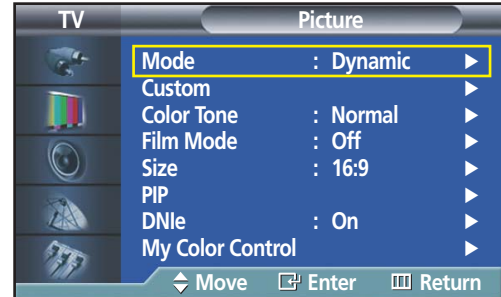 TV Picture
Mode : Dynamic
Custom
Color Tone : Normal
Film Mode : Off
Size : 16:9
PIP
DNIe : On
My Color Control
Move Enter Return